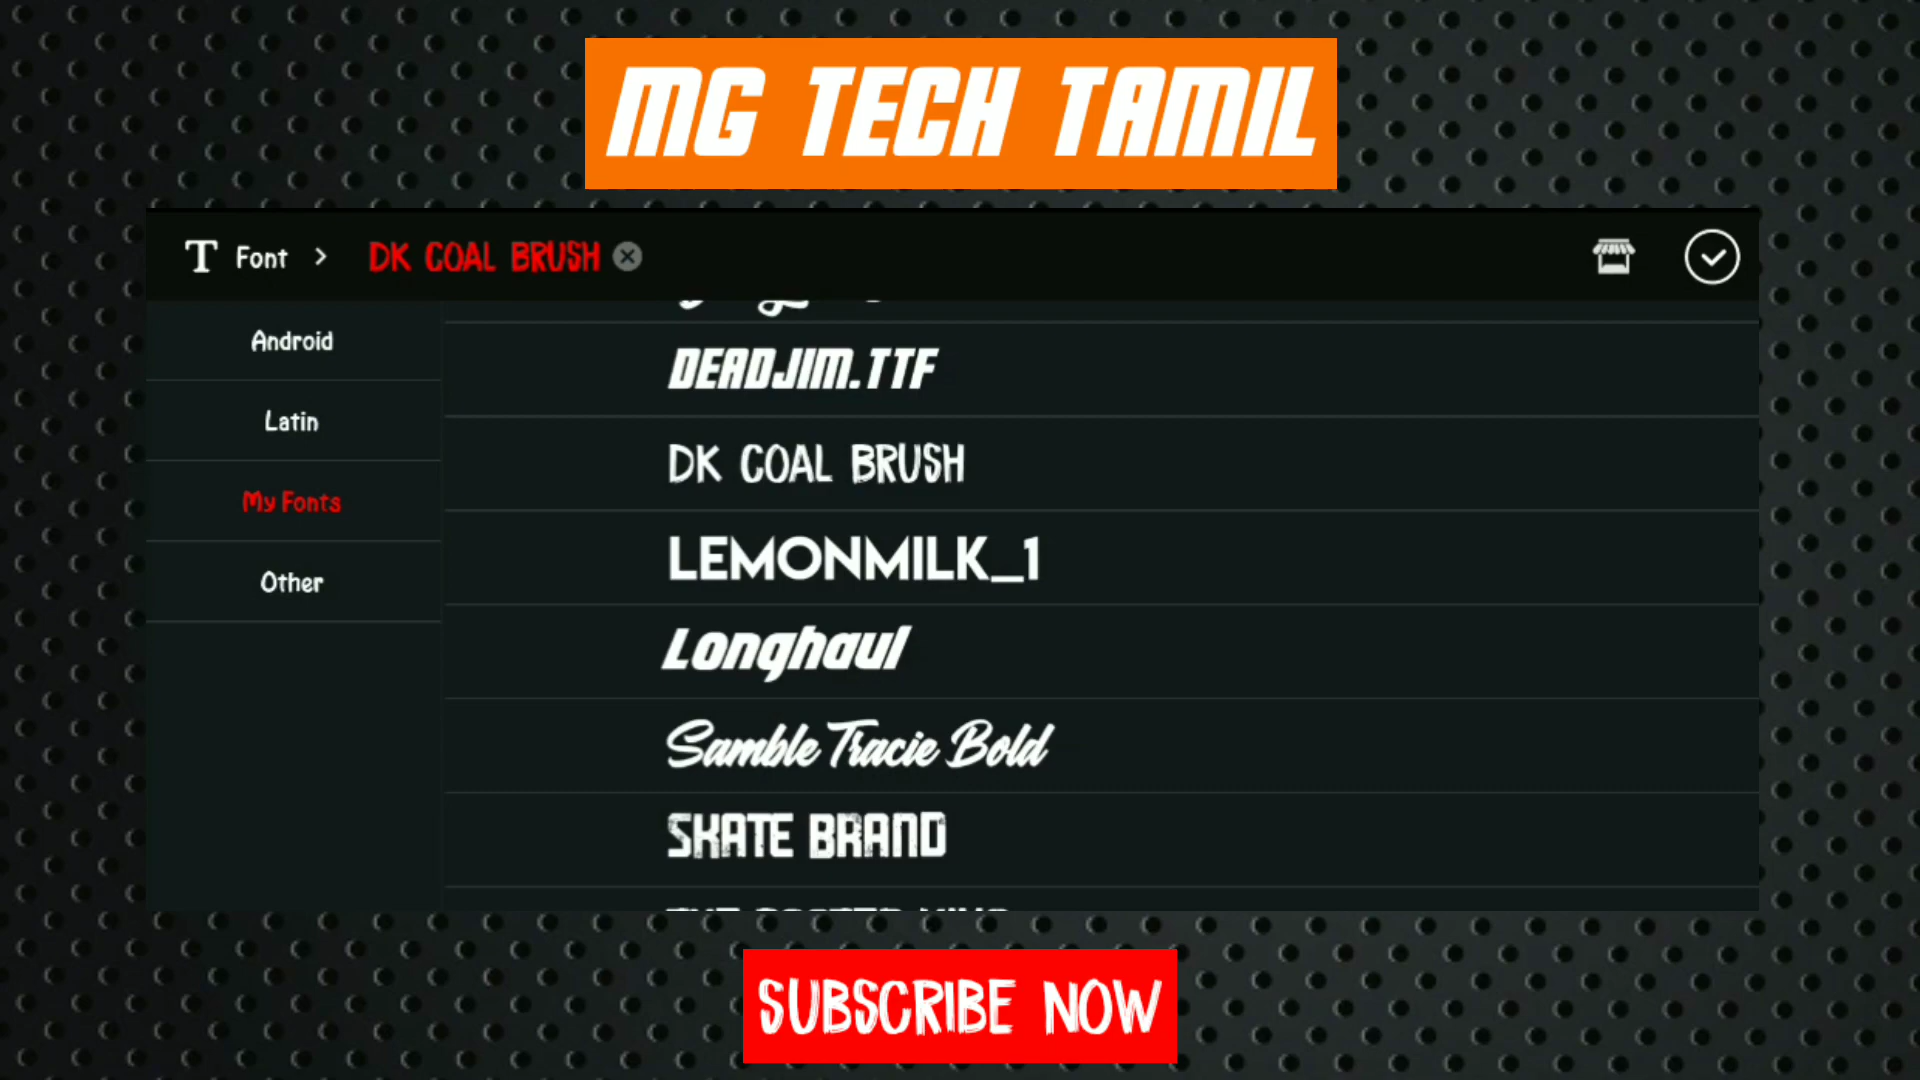 MG TECH TAMIL
T Font > DK COAL BRUSH
Android
Latin
My Fonts
Other
DEADJIM.TTF
DK COAL BRUSH
LEMONMILK_1
Longhaul
Samble Tracie Bold
SKATE BRAND
SUBSCRIBE NOW